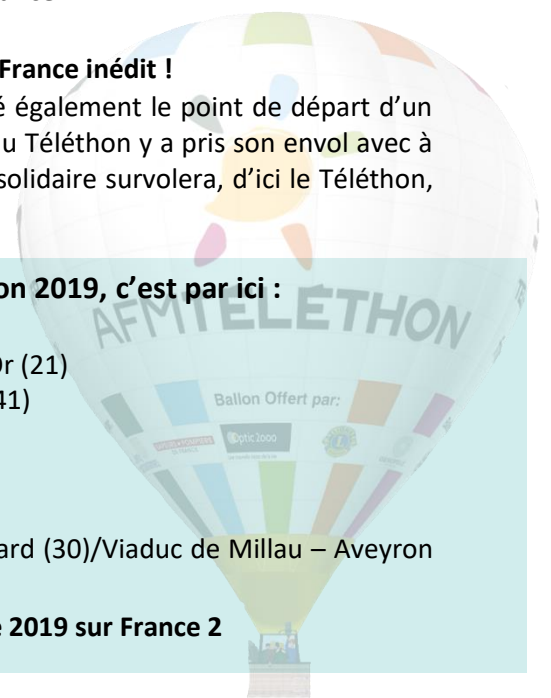 France inédit !
également le point de départ d'un
u Téléthon y a pris son envol avec à
solidaire survolera, d'ici le Téléthon,
on 2019, c'est par ici :
AFMTELETHON
r (21)
41)
Ballon Offert par:
Optic 2000
ard (30)/Viaduc de Millau – Aveyron
2019 sur France 2